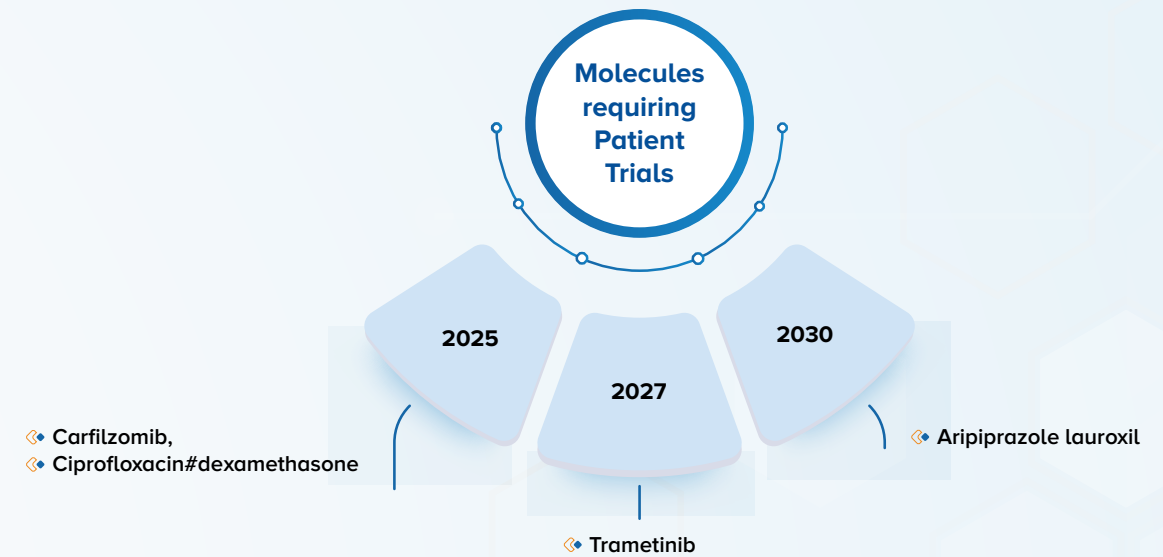 Molecules
requiring
Patient
Trials
2025
2027
2030
Carfilzomib,
Ciprofloxacin#dexamethasone
Trametinib
Aripiprazole lauroxil